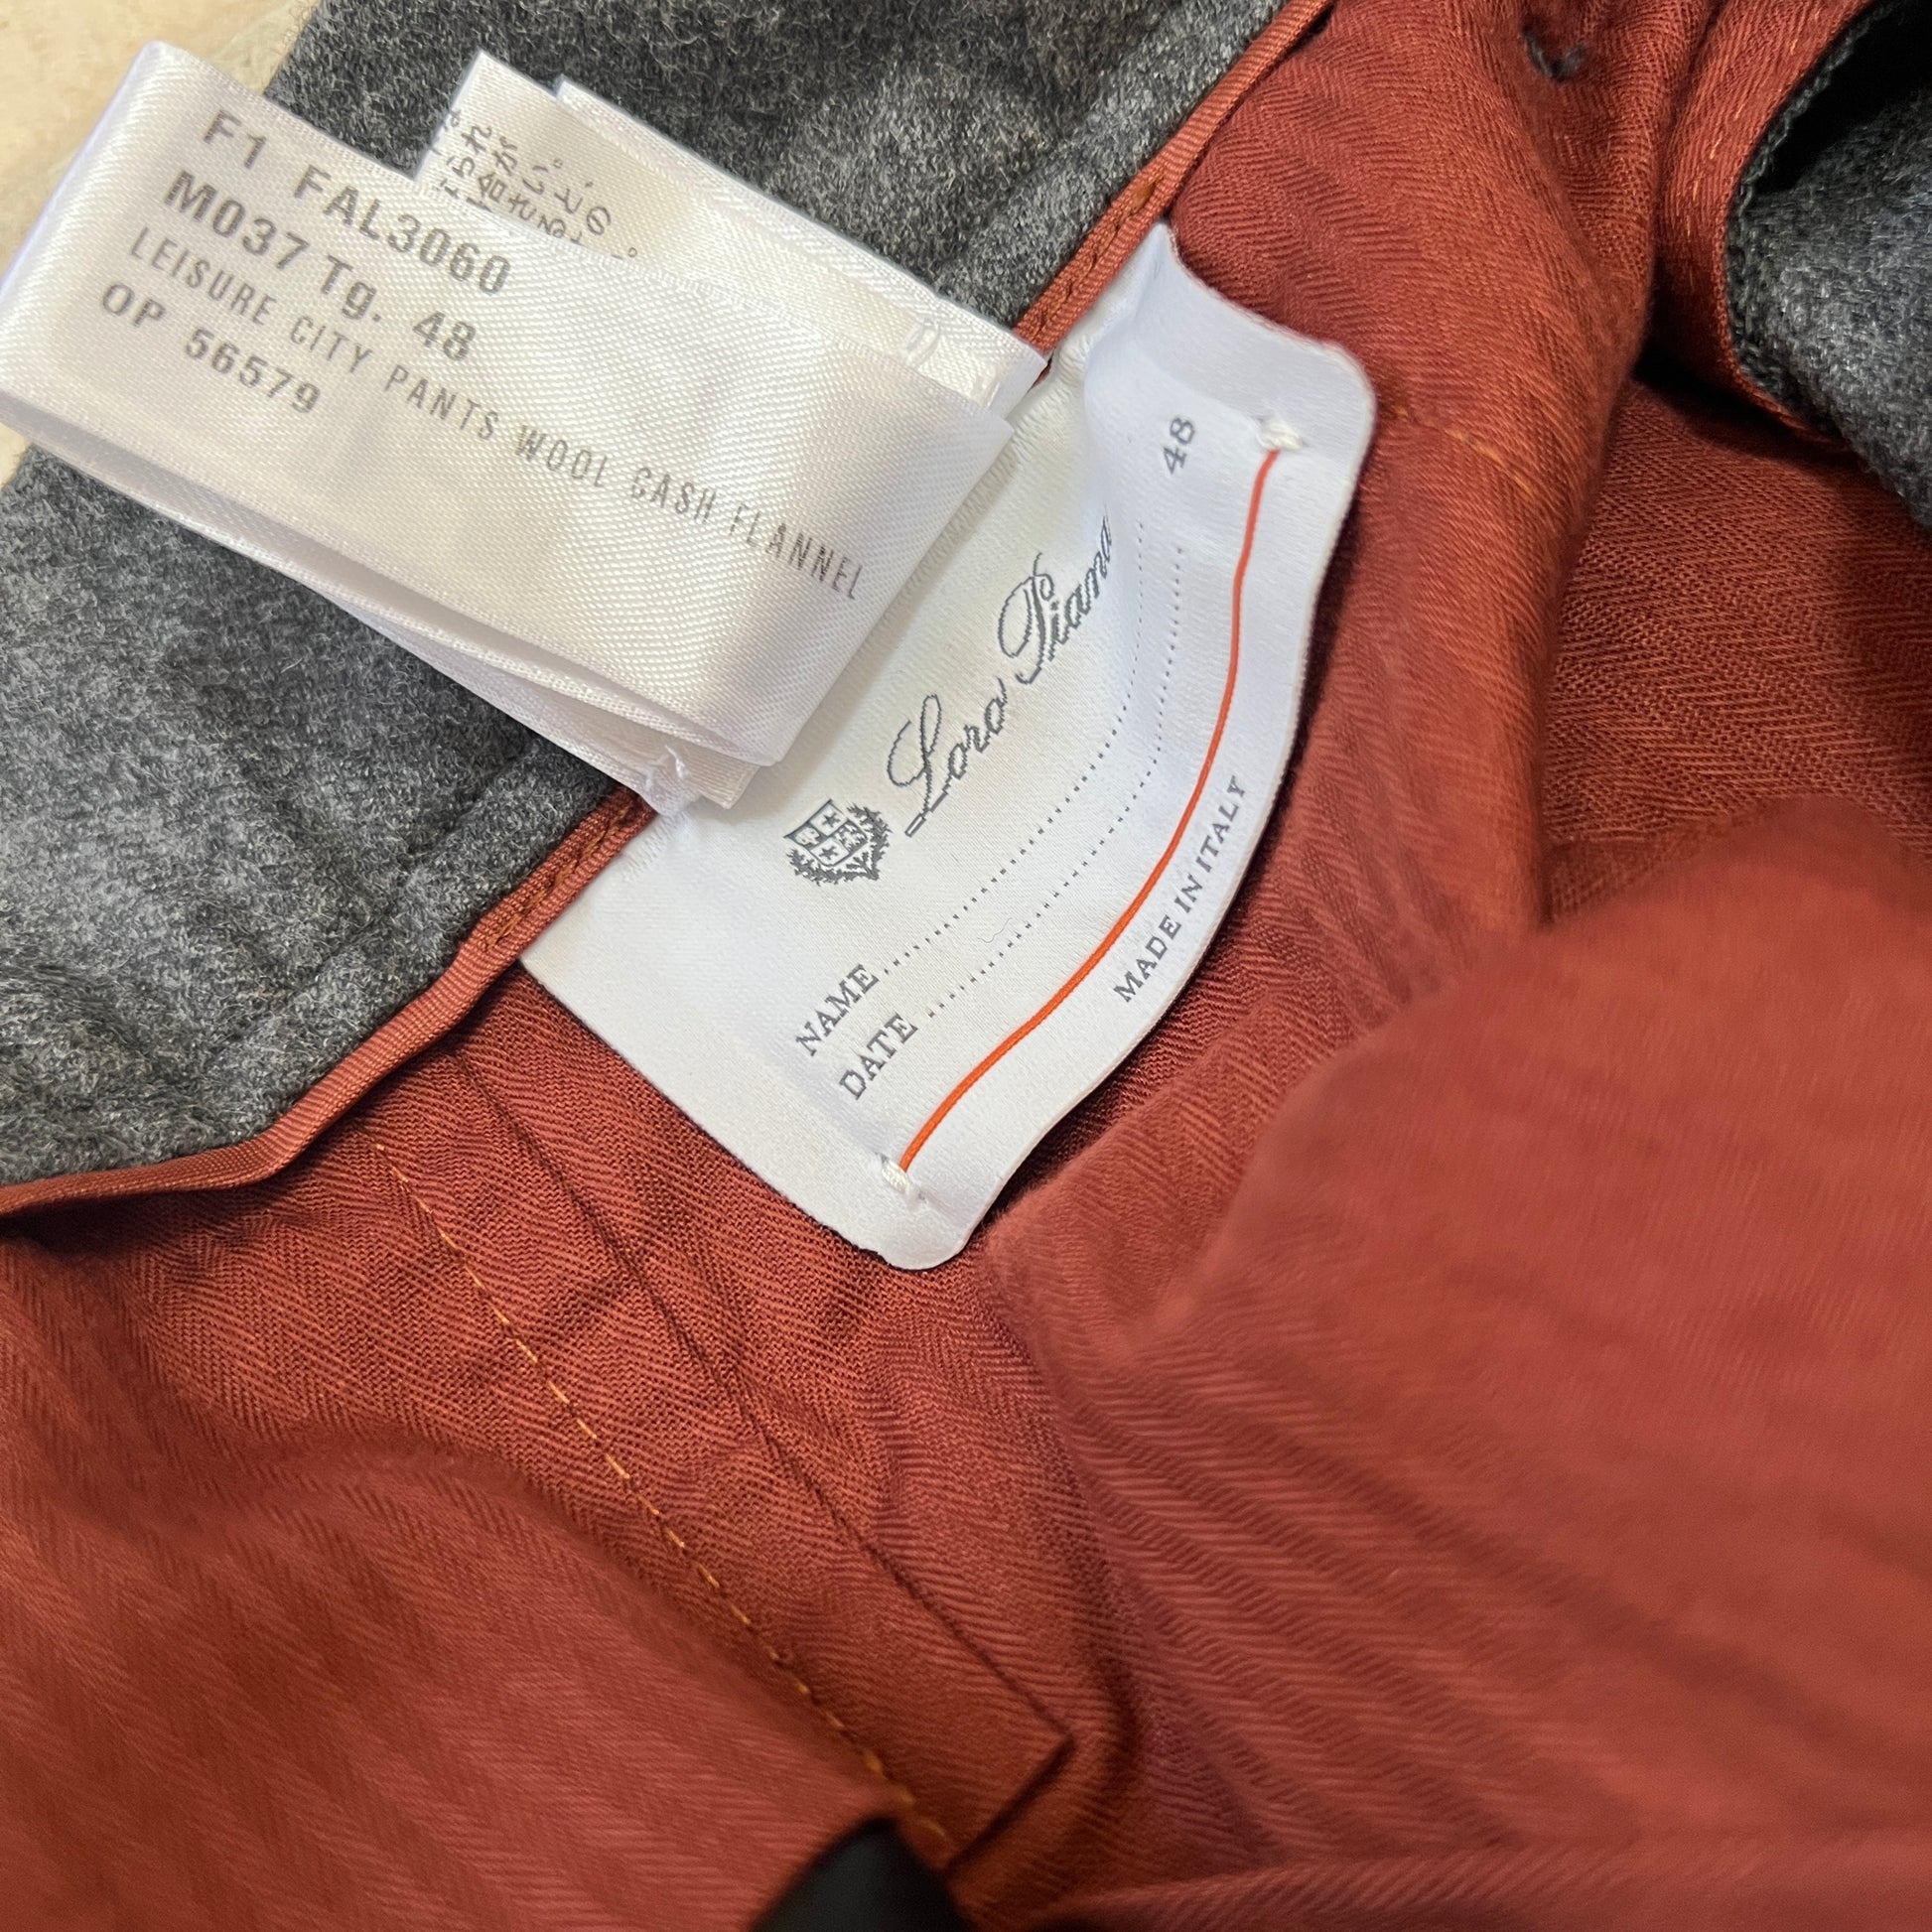 F1 FAL3060
M037 Tg. 48
LEISURE CITY PANTS WOOL CASH FLANNEL
OP 56579
48
Loro Piana
NAME
DATE
MADE IN ITALY